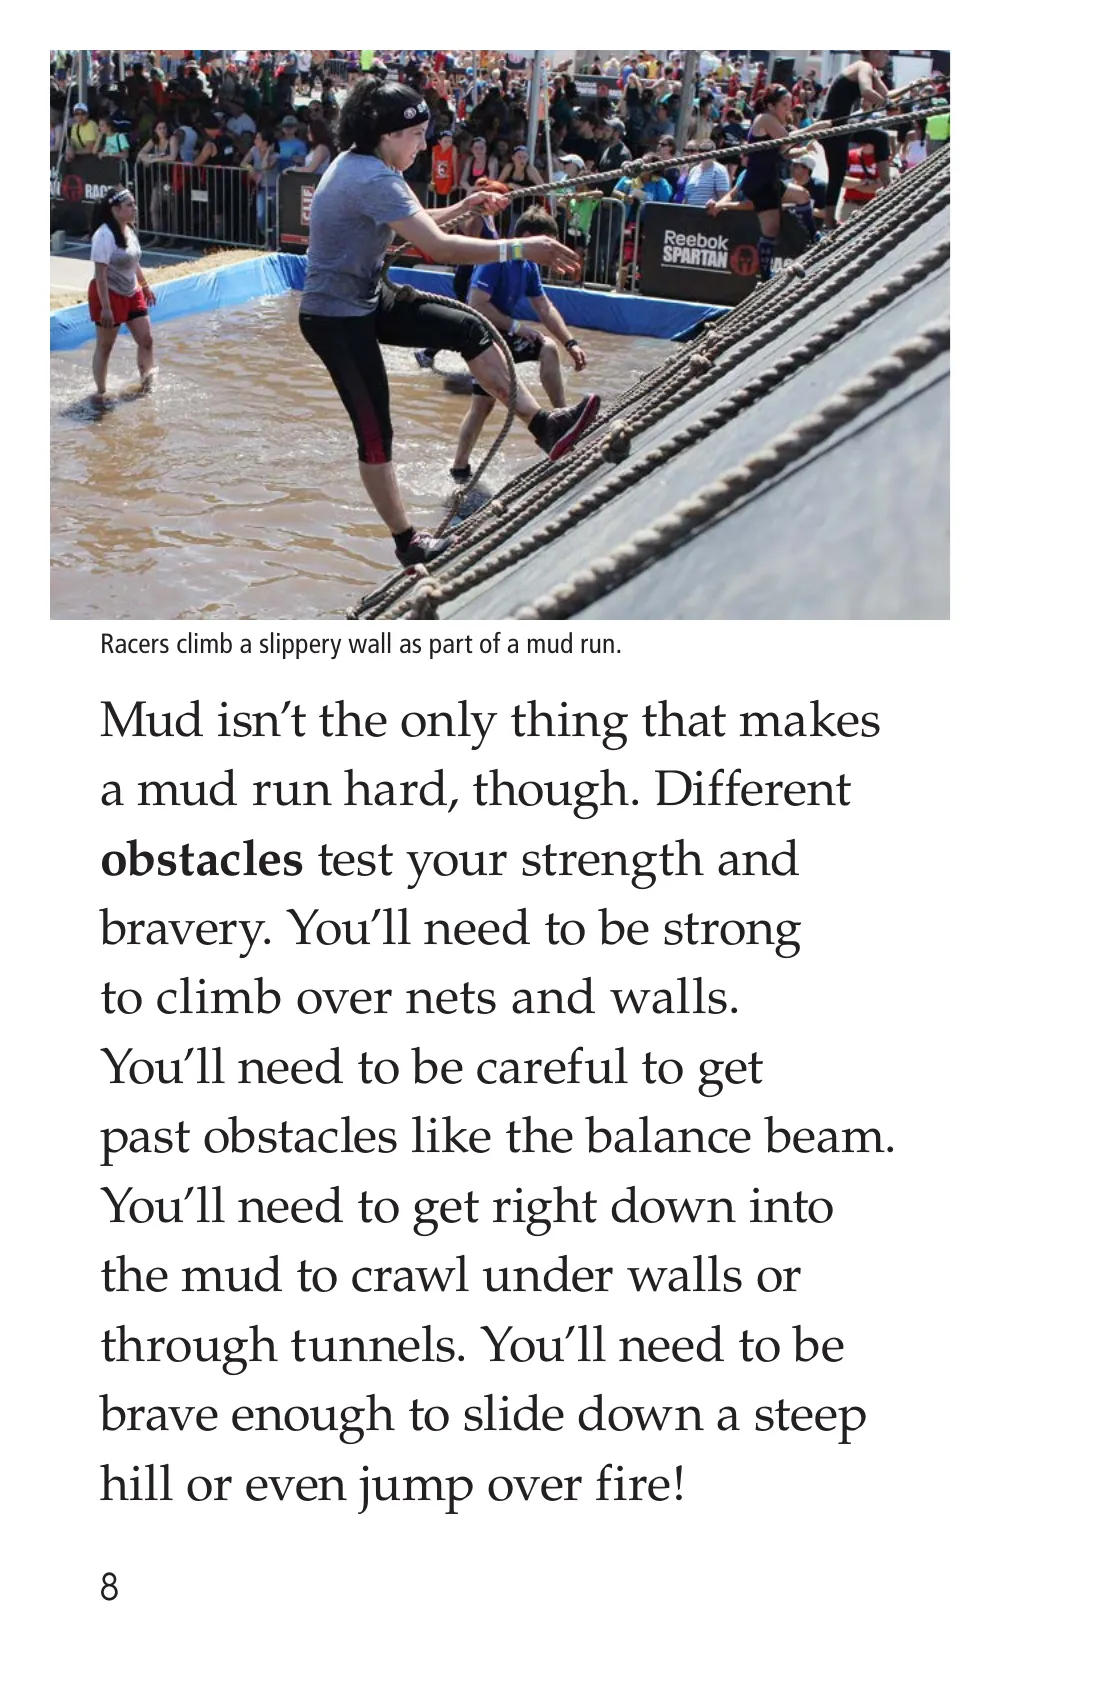 RAC
Reebok
SPARTAN
RAC
Reebok
SPARTAN
Racers climb a slippery wall as part of a mud run.
Mud isn’t the only thing that makes
a mud run hard, though. Different
obstacles test your strength and
bravery. You’ll need to be strong
to climb over nets and walls.
You’ll need to be careful to get
past obstacles like the balance beam.
You’ll need to get right down into
the mud to crawl under walls or
through tunnels. You’ll need to be
brave enough to slide down a steep
hill or even jump over fire!
8